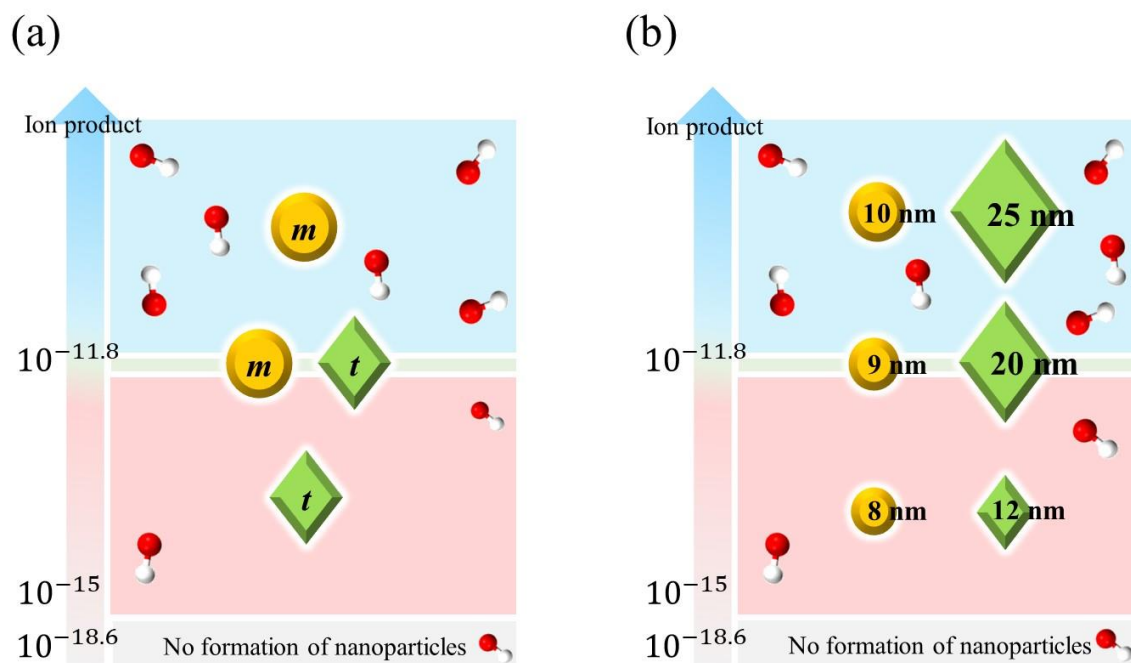 (a)
Ion product
m
10−11.8
m
t
t
10−15
10−18.6
No formation of nanoparticles
(b)
Ion product
10 nm
25 nm
10−11.8
9 nm
20 nm
8 nm
12 nm
10−15
10−18.6
No formation of nanoparticles